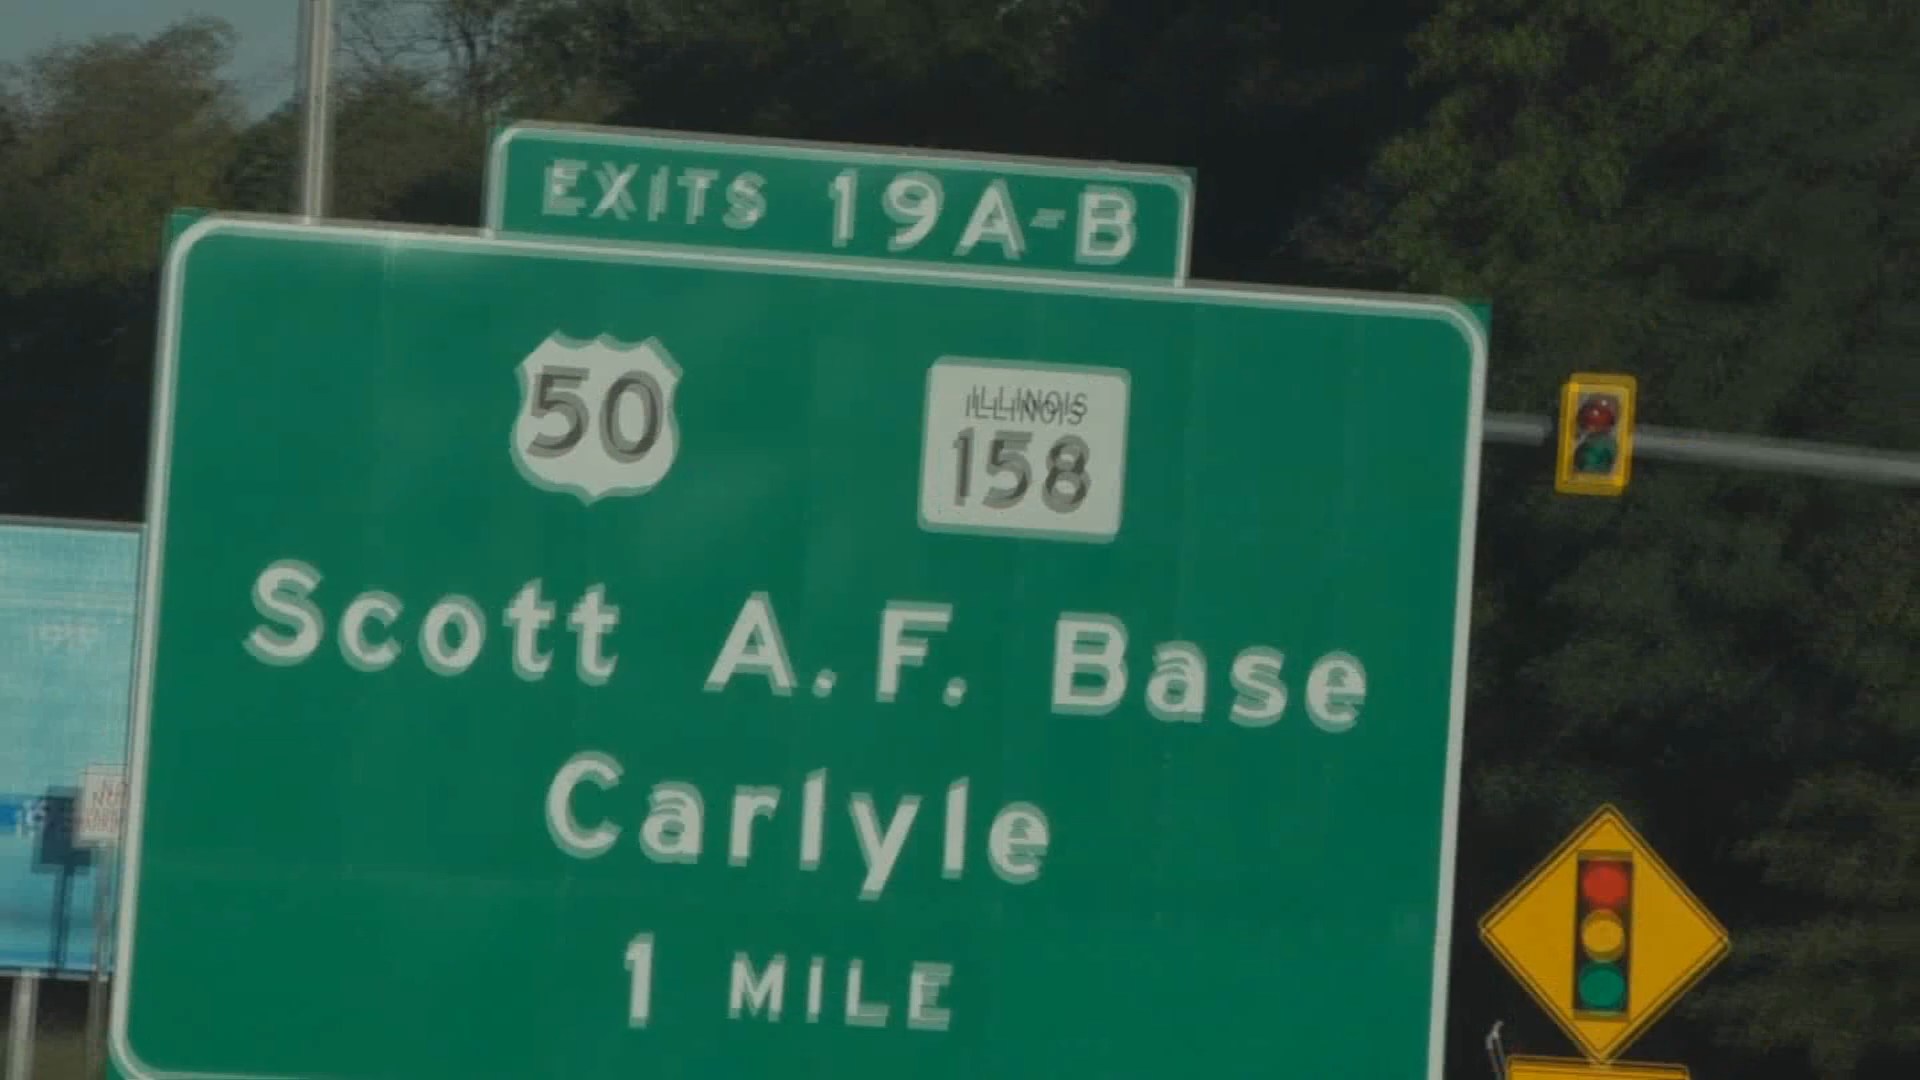 EXITS 19A-B
50
ILLINOIS
158
Scott A.F. Base
Carlyle
1 MILE